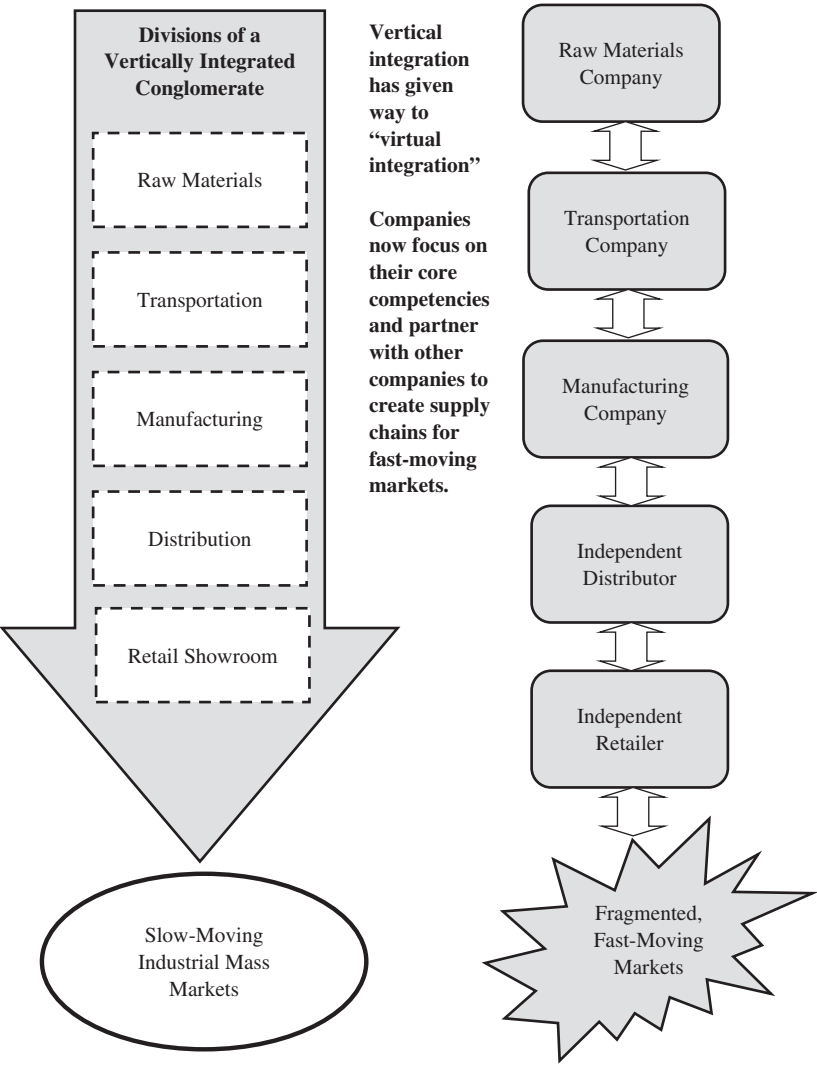 Divisions of a
Vertically Integrated
Conglomerate
Raw Materials
Transportation
Manufacturing
Distribution
Retail Showroom
Slow-Moving
Industrial Mass
Markets
Vertical
integration
has given
way to
“virtual
integration”
Companies
now focus on
their core
competencies
and partner
with other
companies to
create supply
chains for
fast-moving
markets.
Raw Materials
Company
Transportation
Company
Manufacturing
Company
Independent
Distributor
Independent
Retailer
Fragmented,
Fast-Moving
Markets